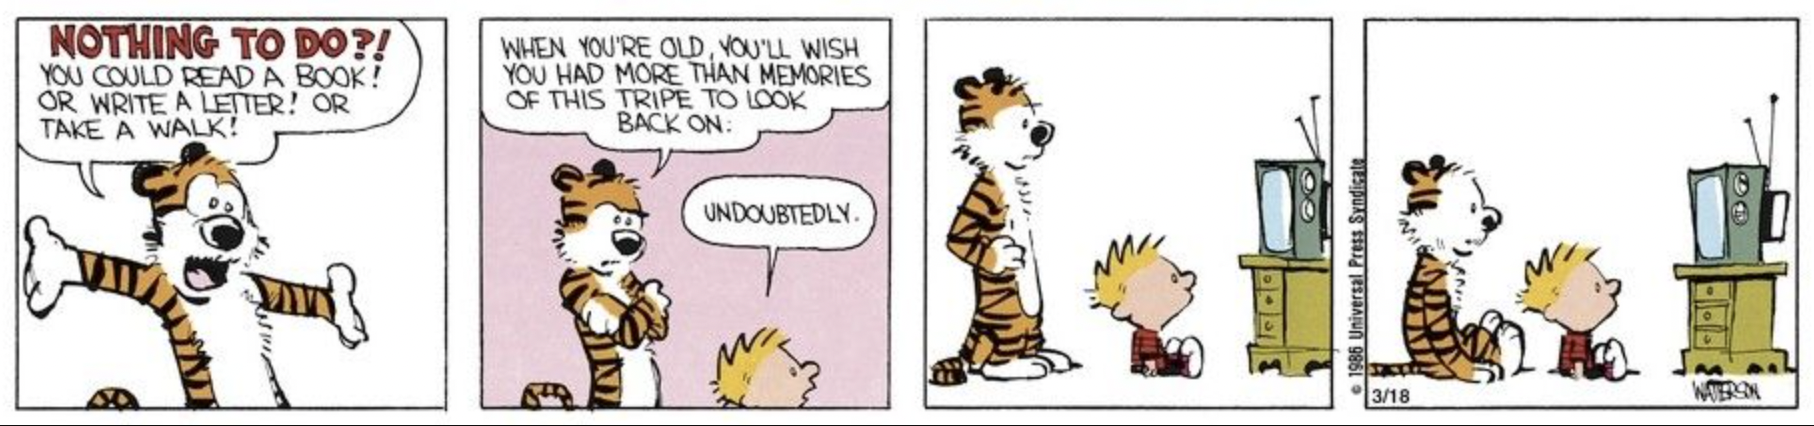 NOTHING TO DO?!
YOU COULD READ A BOOK!
OR WRITE A LETTER! OR
TAKE A WALK!
WHEN YOU'RE OLD, YOU'LL WISH
YOU HAD MORE THAN MEMORIES
OF THIS TRIPE TO LOOK
BACK ON.
UNDOUBTEDLY.
© 1986 Universal Press Syndicate
3/18
WATTERSON